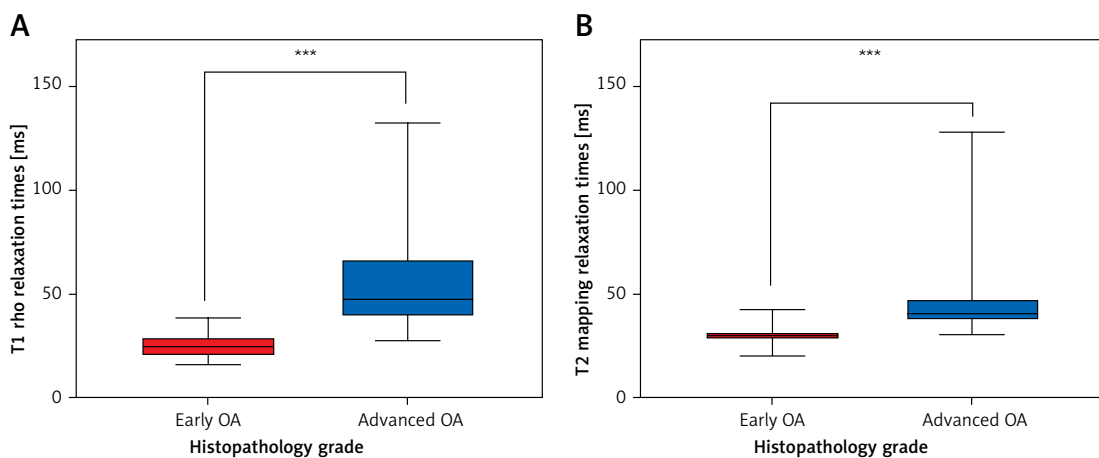 A
T1 rho relaxation times [ms]
150
100
50
0
***
Early OA
Advanced OA
Histopathology grade
B
T2 mapping relaxation times [ms]
150
100
50
0
***
Early OA
Advanced OA
Histopathology grade